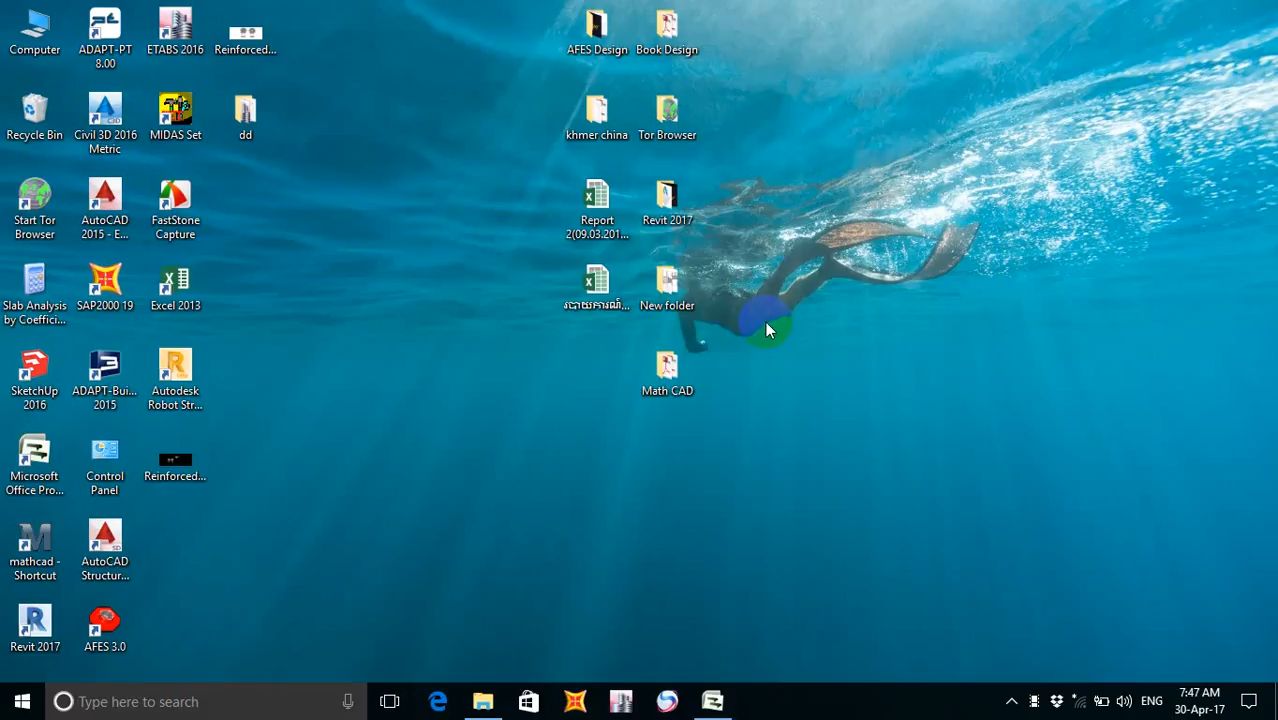 Computer
ADAPT-PT
8.00
ETABS 2016
Reinforced...
AFES Design
Book Design
Recycle Bin
Civil 3D 2016
Metric
MIDAS Set
dd
khmer china
Tor Browser
Start Tor
Browser
AutoCAD
2015 - E...
FastStone
Capture
Report
2(09.03.201...
Revit 2017
Slab Analysis
by Coeffici...
SAP2000 19
Excel 2013
របាយការណ៍...
New folder
SketchUp
2016
ADAPT-Bui...
2015
Autodesk
Robot Str...
Math CAD
Microsoft
Office Pro...
Control
Panel
Reinforced...
mathcad -
Shortcut
AutoCAD
Structur...
Revit 2017
AFES 3.0
Type here to search
ENG
7:47 AM
30-Apr-17